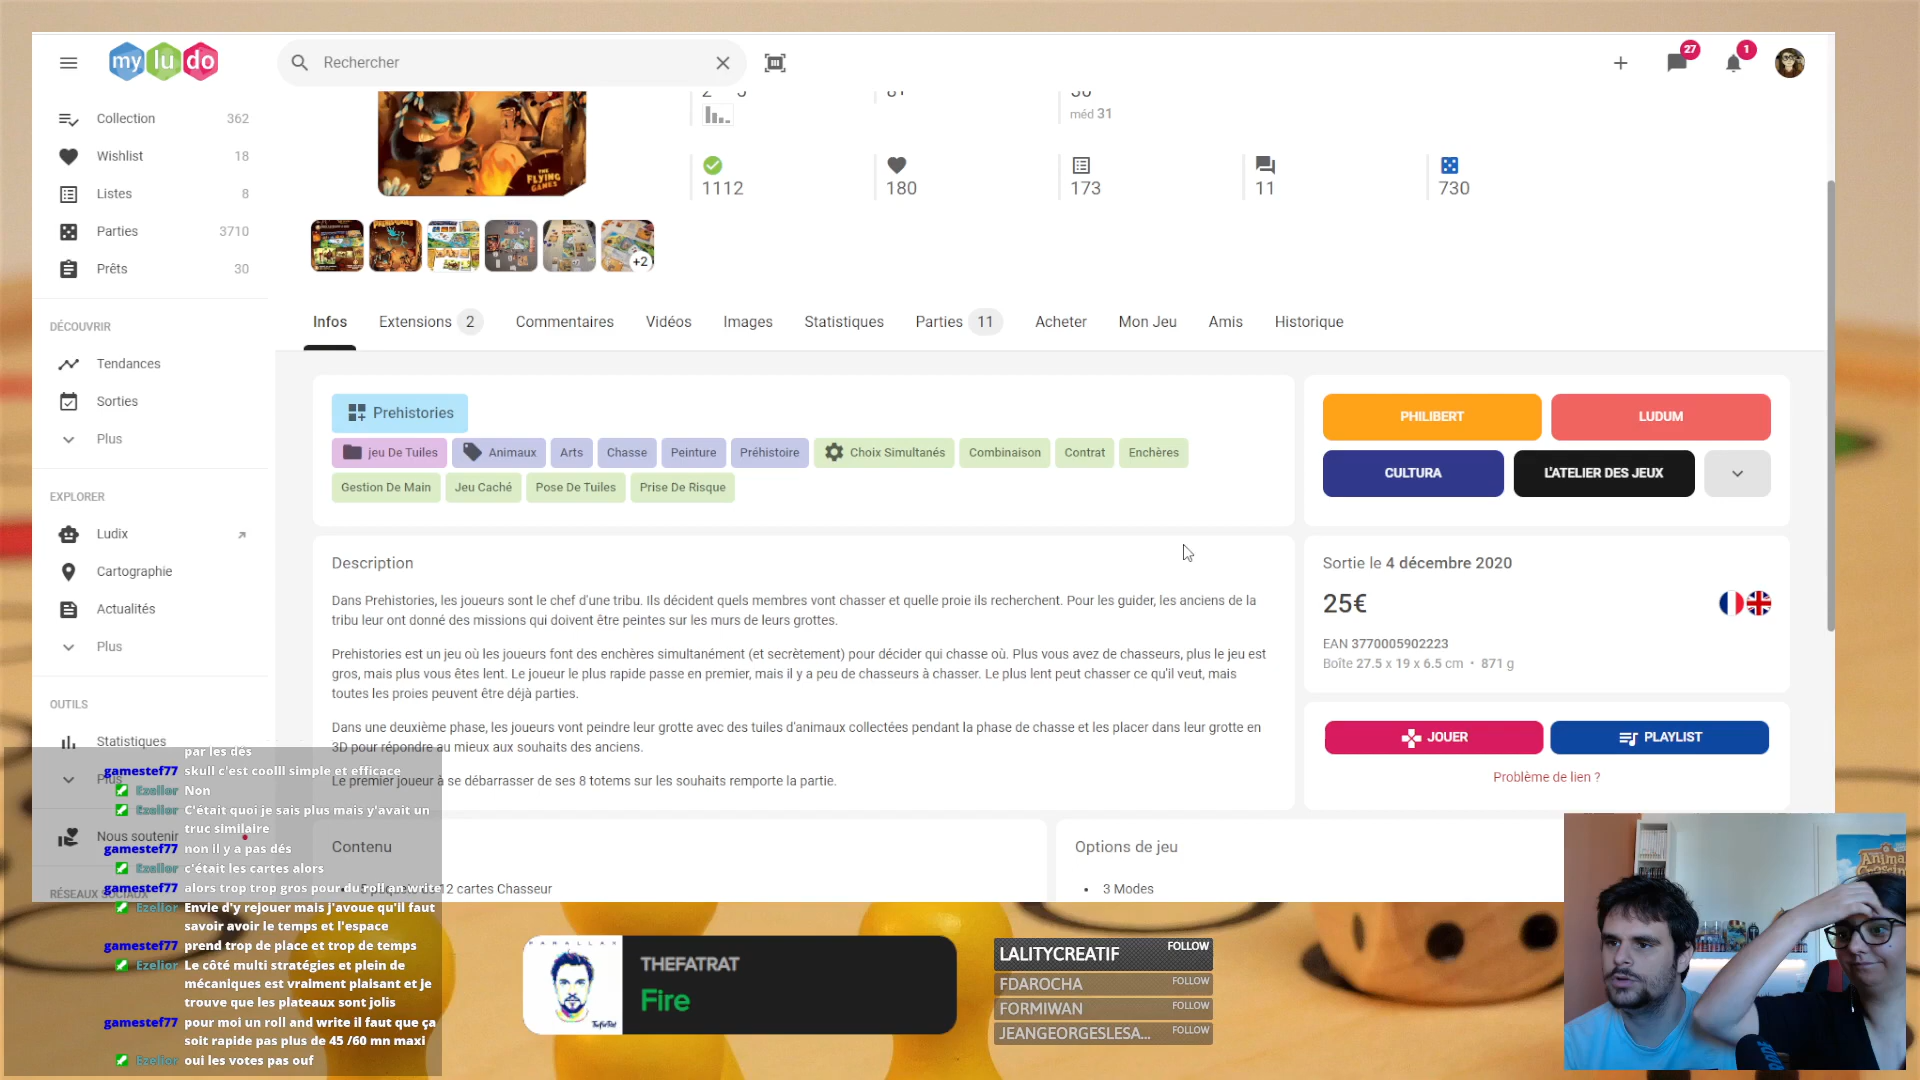 my lu do
Rechercher
27
1
Collection 362
Wishlist 18
Listes 8
Parties 3710
Prêts 30
DÉCOUVRIR
Tendances
Sorties
Plus
EXPLORER
Ludix
Cartographie
Actualités
Plus
OUTILS
Statistiques
Plus
Nous soutenir
RÉSEAUX SOCIAUX
THE FLYING GAMES
méd 31
1112
180
173
11
730
+2
Infos
Extensions 2
Commentaires
Vidéos
Images
Statistiques
Parties 11
Acheter
Mon Jeu
Amis
Historique
Prehistories
jeu De Tuiles
Animaux
Arts
Chasse
Peinture
Préhistoire
Choix Simultanés
Combinaison
Contrat
Enchères
Gestion De Main
Jeu Caché
Pose De Tuiles
Prise De Risque
PHILIBERT
LUDUM
CULTURA
L'ATELIER DES JEUX
Description
Dans Prehistories, les joueurs sont le chef d'une tribu. Ils décident quels membres vont chasser et quelle proie ils recherchent. Pour les guider, les anciens de la
tribu leur ont donné des missions qui doivent être peintes sur les murs de leurs grottes.
Prehistories est un jeu où les joueurs font des enchères simultanément (et secrètement) pour décider qui chasse où. Plus vous avez de chasseurs, plus le jeu est
gros, mais plus vous êtes lent. Le joueur le plus rapide passe en premier, mais il y a peu de chasseurs à chasser. Le plus lent peut chasser ce qu'il veut, mais
toutes les proies peuvent être déjà parties.
Dans une deuxième phase, les joueurs vont peindre leur grotte avec des tuiles d'animaux collectées pendant la phase de chasse et les placer dans leur grotte en
3D pour répondre au mieux aux souhaits des anciens.
Le premier joueur à se débarrasser de ses 8 totems sur les souhaits remporte la partie.
Sortie le 4 décembre 2020
25€
EAN 3770005902223
Boîte 27.5 x 19 x 6.5 cm • 871 g
JOUER
PLAYLIST
Problème de lien ?
Contenu
12 cartes Chasseur
Options de jeu
3 Modes
par les dés
gamestef77 skull c'est coolll simple et efficace
Ezelior Non
Ezelior C'était quoi je sais plus mais y'avait un
truc similaire
gamestef77 non il y a pas dés
Ezelior c'était les cartes alors
gamestef77 alors trop trop gros pour du roll an write
Ezelior Envie d'y rejouer mais j'avoue qu'il faut
savoir avoir le temps et l'espace
gamestef77 prend trop de place et trop de temps
Ezelior Le côté multi stratégies et plein de
mécaniques est vraiment plaisant et je
trouve que les plateaux sont jolis
gamestef77 pour moi un roll and write il faut que ça
soit rapide pas plus de 45 /60 mn maxi
Ezelior oui les votes pas ouf
PARALLAX
TheFatRat
THEFATRAT
Fire
LALITYCREATIF FOLLOW
FDAROCHA FOLLOW
FORMIWAN FOLLOW
JEANGEORGESLESA... FOLLOW